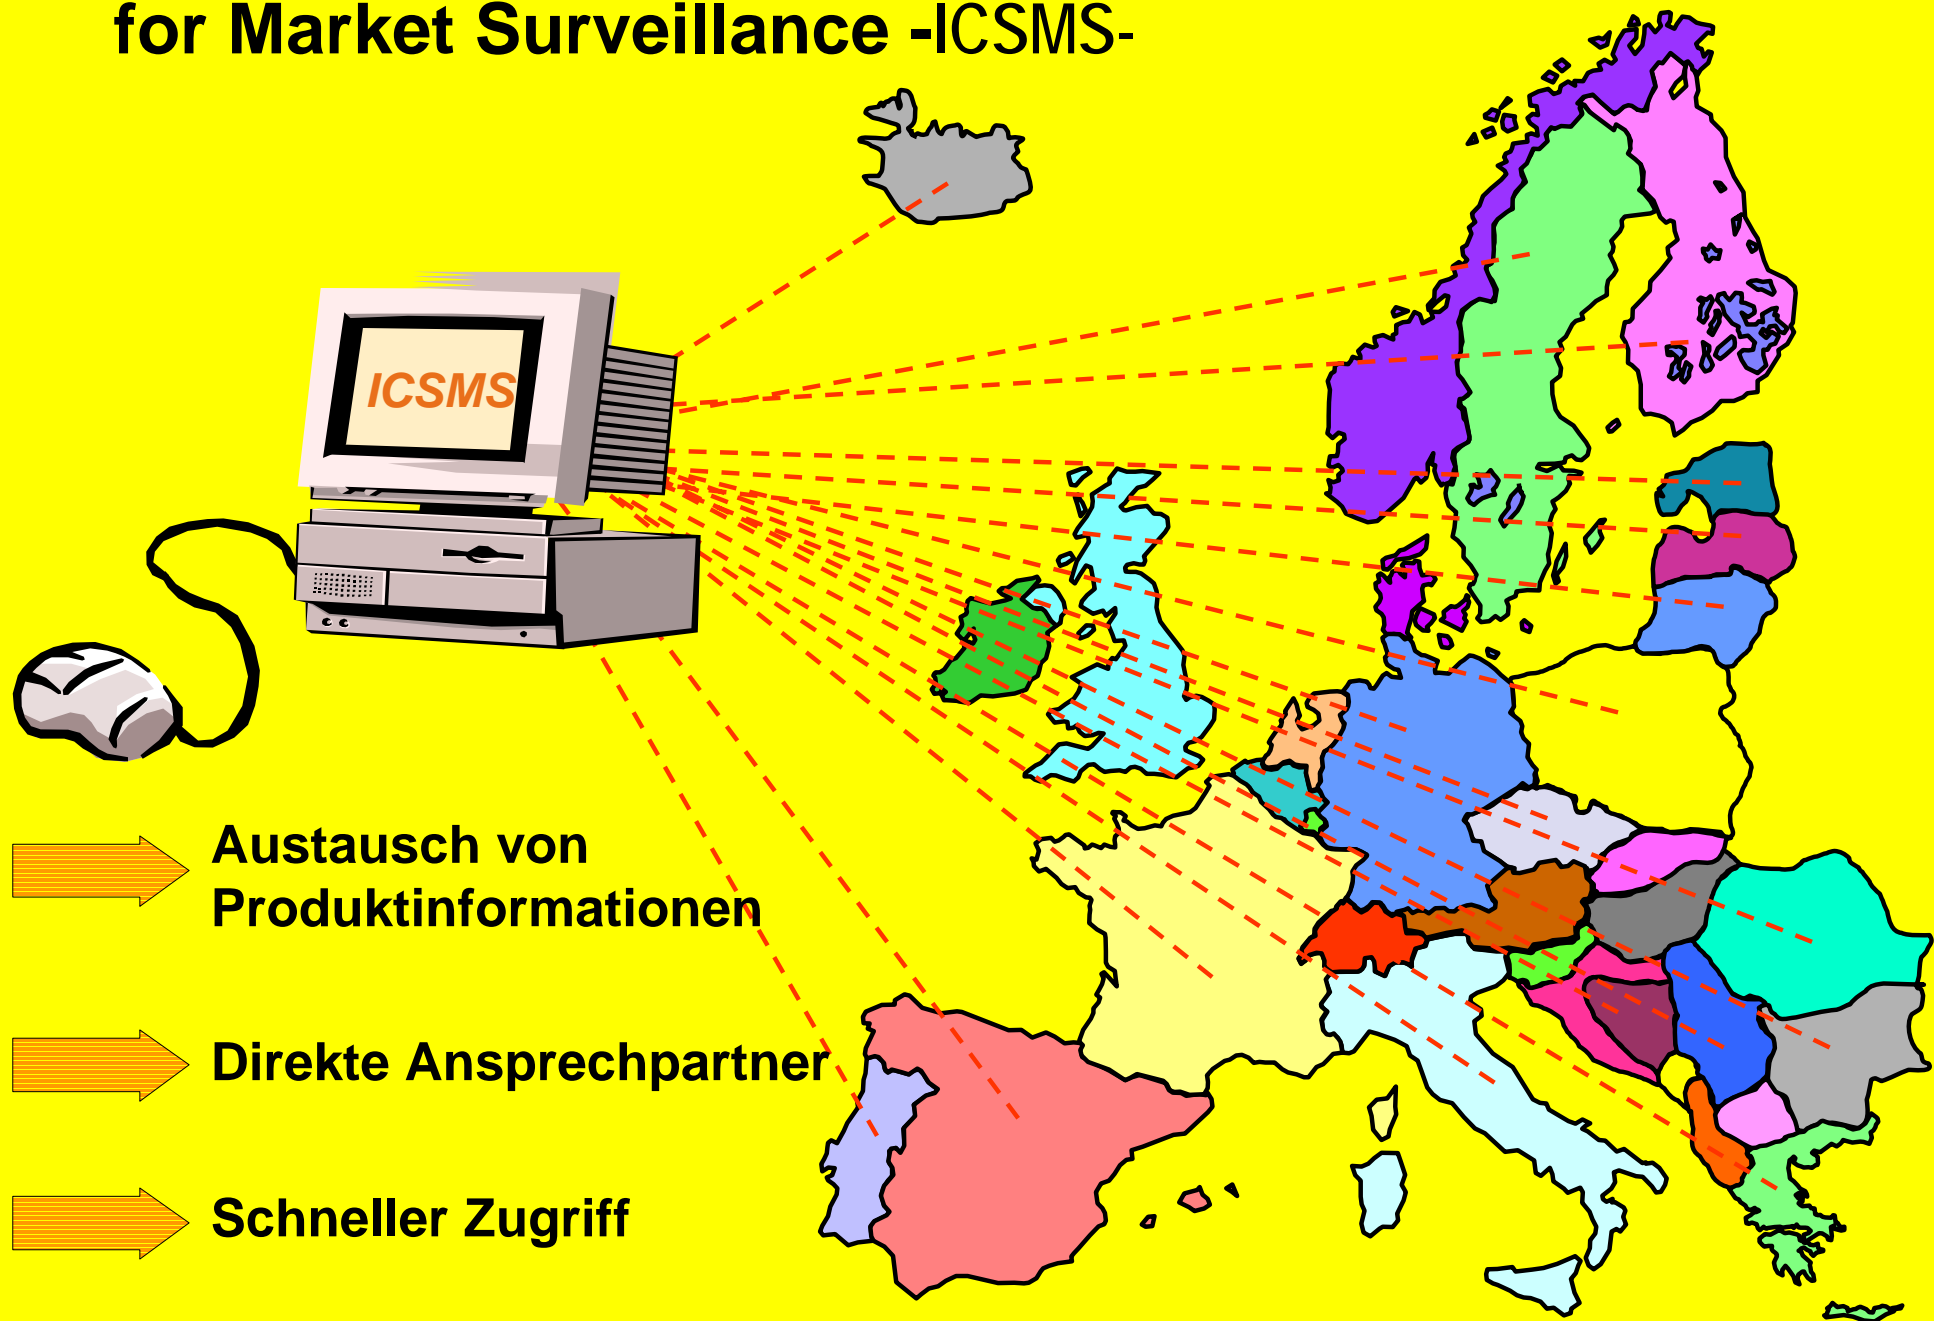 for Market Surveillance -ICSMS-
ICSMS
Austausch von
Produktinformationen
Direkte Ansprechpartner
Schneller Zugriff